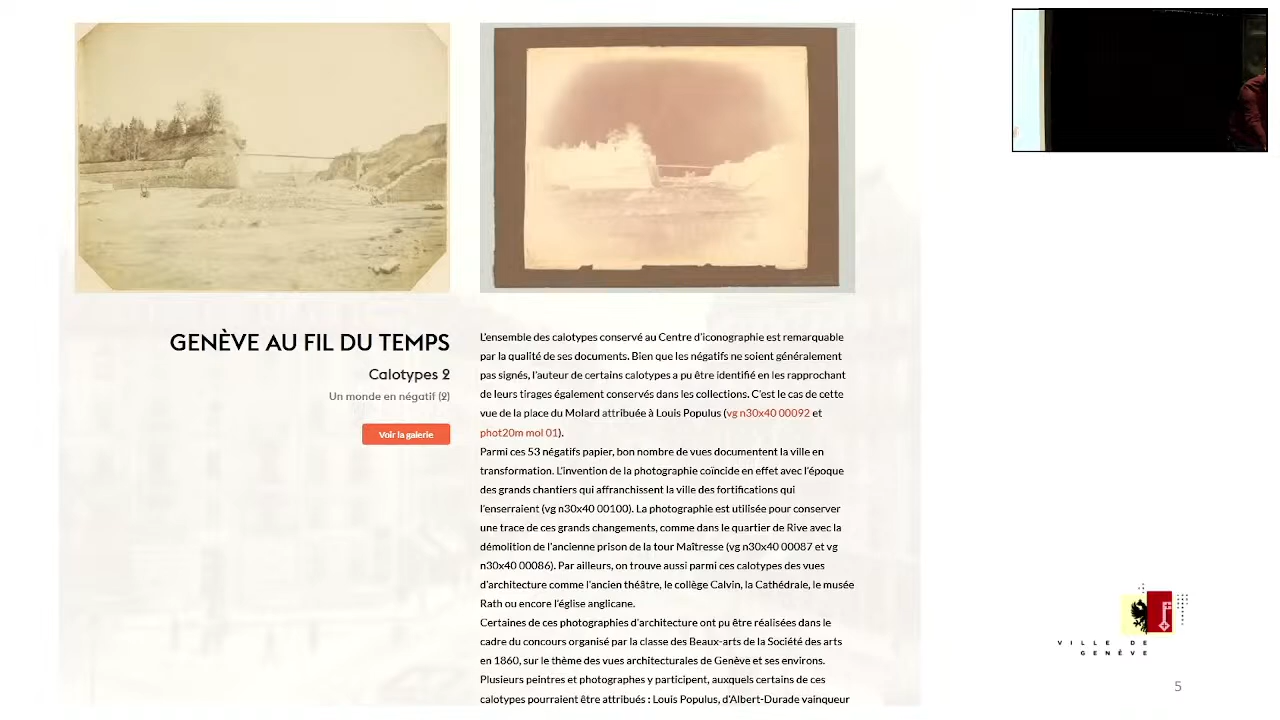 GENÈVE AU FIL DU TEMPS
Calotypes 2
Un monde en négatif (2)
Voir la galerie
L'ensemble des calotypes conservé au Centre d'iconographie est remarquable
par la qualité de ses documents. Bien que les négatifs ne soient généralement
pas signés, l'auteur de certains calotypes a pu être identifié en les rapprochant
de leurs tirages également conservés dans les collections. C'est le cas de cette
vue de la place du Molard attribuée à Louis Populus (vg n30x40 00092 et
phot20m mol 01).
Parmi ces 53 négatifs papier, bon nombre de vues documentent la ville en
transformation. L'invention de la photographie coïncide en effet avec l'époque
des grands chantiers qui affranchissent la ville des fortifications qui
l'enserraient (vg n30x40 00100). La photographie est utilisée pour conserver
une trace de ces grands changements, comme dans le quartier de Rive avec la
démolition de l'ancienne prison de la tour Maîtresse (vg n30x40 00087 et vg
n30x40 00086). Par ailleurs, on trouve aussi parmi ces calotypes des vues
d'architecture comme l'ancien théâtre, le collège Calvin, la Cathédrale, le musée
Rath ou encore l'église anglicane.
Certaines de ces photographies d'architecture ont pu être réalisées dans le
cadre du concours organisé par la classe des Beaux-arts de la Société des arts
en 1860, sur le thème des vues architecturales de Genève et ses environs.
Plusieurs peintres et photographes y participent, auxquels certains de ces
calotypes pourraient être attribués : Louis Populus, d'Albert-Durade vainqueur
VILLE DE
GENÈVE
5